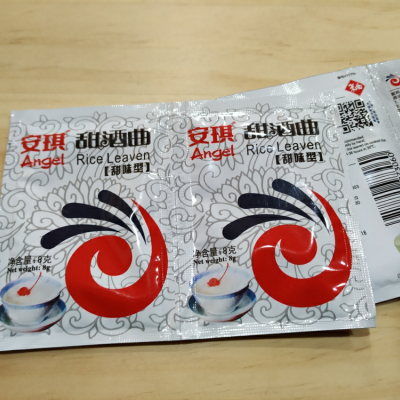 安琪
Angel
甜酒曲
Rice Leaven
【甜味型】
净含量:8克
Net weight: 8g
安琪
Angel
甜酒曲
Rice Leaven
【甜味型】
净含量:8克
Net weight: 8g